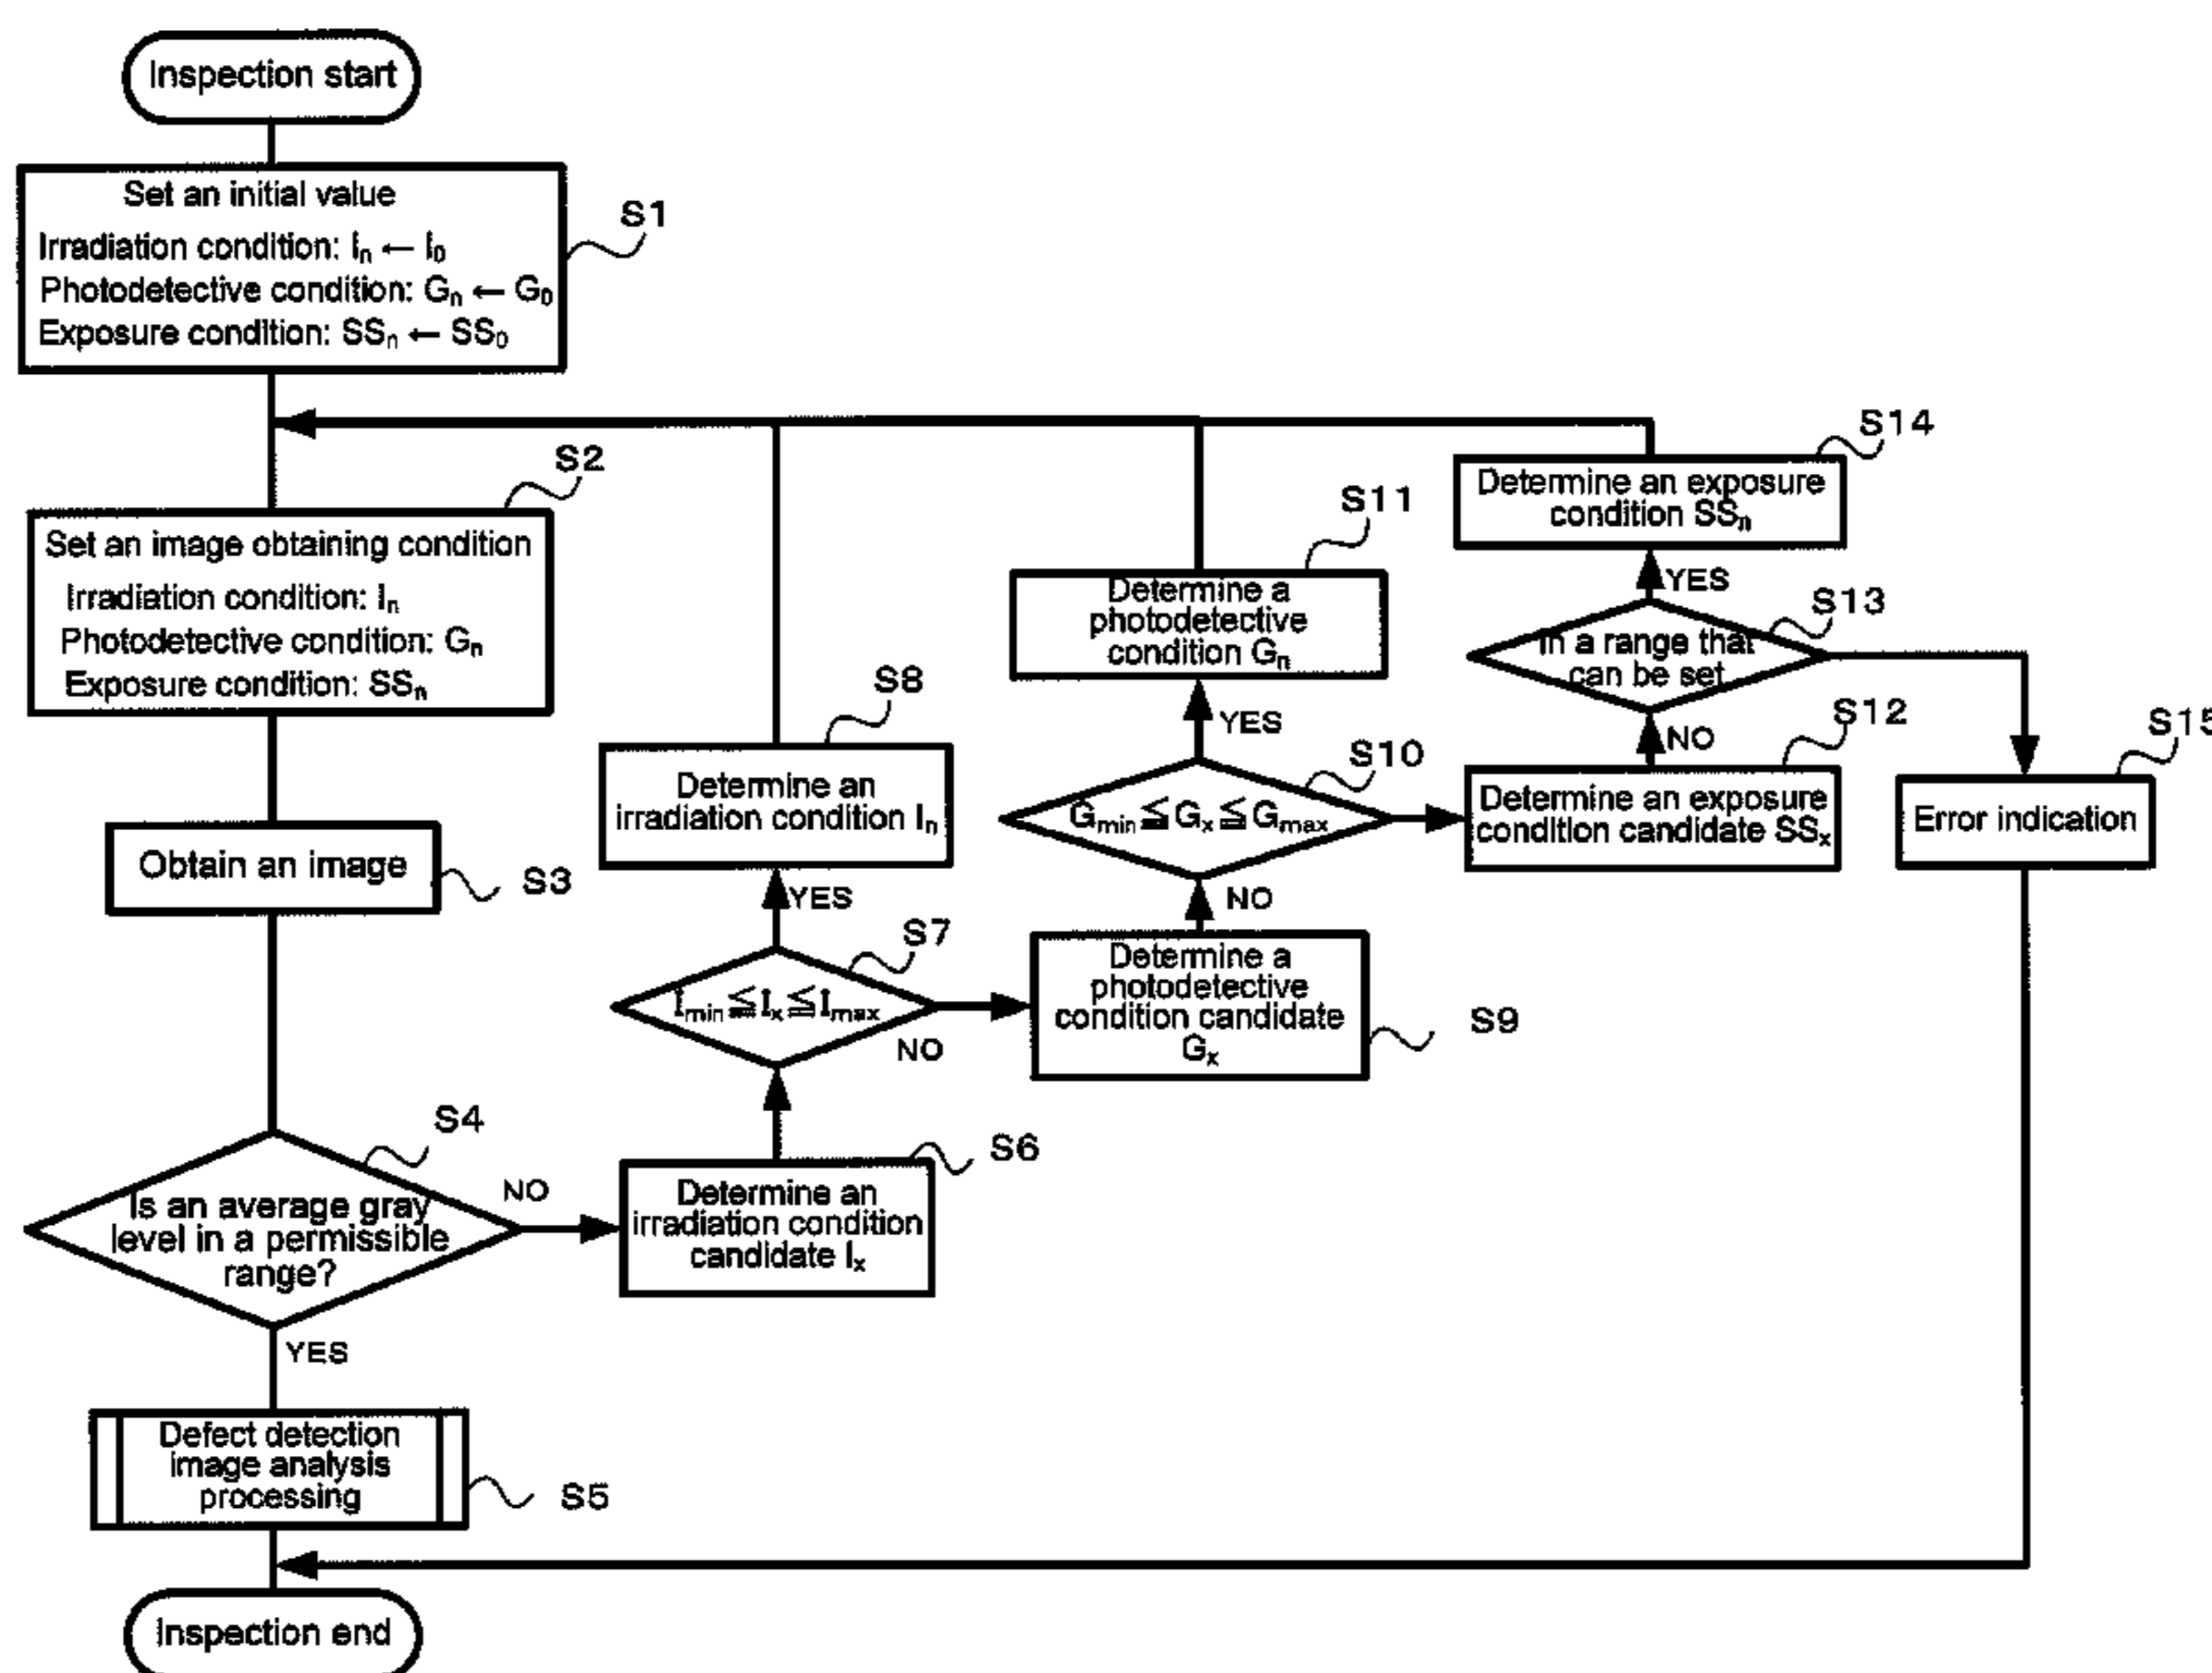 Inspection start
Set an initial value
Irradiation condition: Iₙ ← I₀
Photodetective condition: Gₙ ← G₀
Exposure condition: SSₙ ← SS₀
S1
S2
Set an image obtaining condition
Irradiation condition: Iₙ
Photodetective condition: Gₙ
Exposure condition: SSₙ
Obtain an image
S3
S4
Is an average gray
level in a permissible
range?
NO
YES
Defect detection
image analysis
processing
S5
Inspection end
S6
Determine an
irradiation condition
candidate Iₓ
S7
Imin ≦ Iₓ ≦ Imax
YES
NO
S8
Determine an
irradiation condition Iₙ
Determine a
photodetective
condition candidate
Gₓ
S9
NO
S10
Gmin ≦ Gₓ ≦ Gmax
YES
S11
Determine a
photodetective
condition Gₙ
S12
Determine an exposure
condition candidate SSₓ
NO
S13
In a range that
can be set
YES
S14
Determine an exposure
condition SSₙ
S15
Error indication